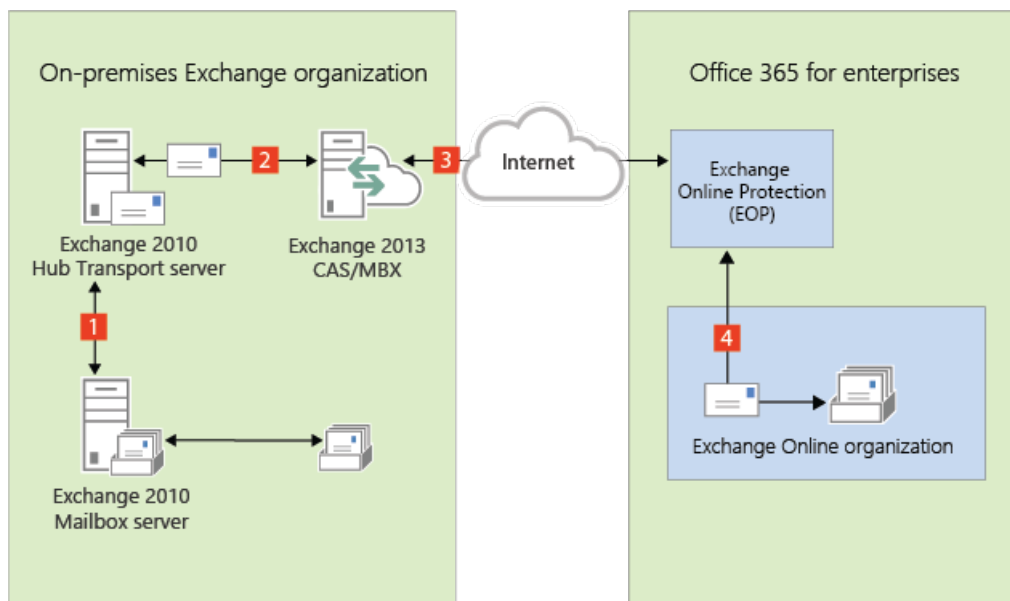 On-premises Exchange organization
Office 365 for enterprises
2
3
Internet
Exchange
Online Protection
(EOP)
Exchange 2010
Hub Transport server
Exchange 2013
CAS/MBX
1
4
Exchange Online organization
Exchange 2010
Mailbox server